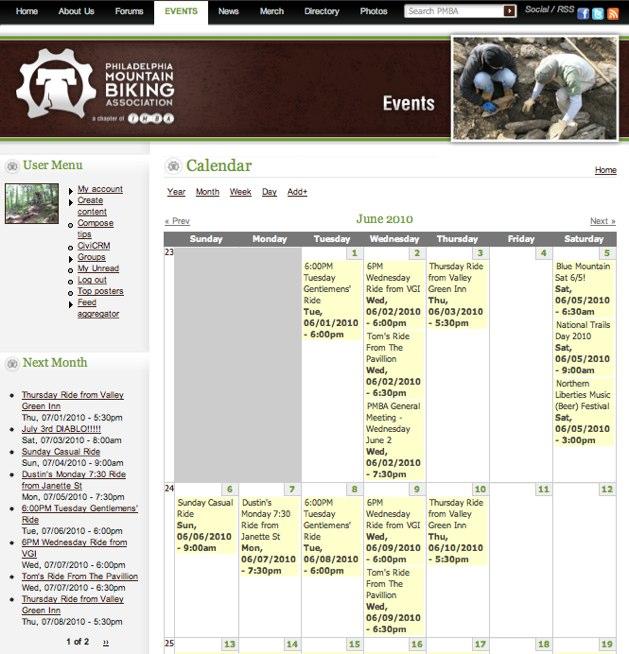 Home About Us Forums EVENTS News Merch Directory Photos Search PMBA Social / RSS
PHILADELPHIA
MOUNTAIN
BIKING
ASSOCIATION
a chapter of IMBA
Events
User Menu
My account
Create
content
Compose
tips
CiviCRM
Groups
My Unread
Log out
Top posters
Feed
aggregator
Next Month
Thursday Ride from Valley
Green Inn
Thu, 07/01/2010 - 5:30pm
July 3rd DIABLO!!!!!
Sat, 07/03/2010 - 8:00am
Sunday Casual Ride
Sun, 07/04/2010 - 9:00am
Dustin's Monday 7:30 Ride
from Janette St
Mon, 07/05/2010 - 7:30pm
6:00PM Tuesday Gentlemens'
Ride
Tue, 07/06/2010 - 6:00pm
6PM Wednesday Ride from
VGI
Wed, 07/07/2010 - 6:00pm
Tom's Ride From The Pavillion
Wed, 07/07/2010 - 6:30pm
Thursday Ride from Valley
Green Inn
Thu, 07/08/2010 - 5:30pm
1 of 2 ››
Calendar
Home
Year Month Week Day Add+
« Prev June 2010 Next »
Sunday Monday Tuesday Wednesday Thursday Friday Saturday
23 1 2 3 4 5
6:00PM
Tuesday
Gentlemens'
Ride
Tue,
06/01/2010
- 6:00pm
6PM
Wednesday
Ride from VGI
Wed,
06/02/2010
- 6:00pm
Tom's Ride
From The
Pavillion
Wed,
06/02/2010
- 6:30pm
PMBA General
Meeting -
Wednesday
June 2
Wed,
06/02/2010
- 7:30pm
Thursday Ride
from Valley
Green Inn
Thu,
06/03/2010
- 5:30pm
Blue Mountain
Sat 6/5!
Sat,
06/05/2010
- 6:30am
National Trails
Day 2010
Sat,
06/05/2010
- 9:00am
Northern
Liberties Music
(Beer) Festival
Sat,
06/05/2010
- 3:00pm
24 6 7 8 9 10 11 12
Sunday Casual
Ride
Sun,
06/06/2010
- 9:00am
Dustin's
Monday 7:30
Ride from
Janette St
Mon,
06/07/2010
- 7:30pm
6:00PM
Tuesday
Gentlemens'
Ride
Tue,
06/08/2010
- 6:00pm
6PM
Wednesday
Ride from VGI
Wed,
06/09/2010
- 6:00pm
Tom's Ride
From The
Pavillion
Wed,
06/09/2010
- 6:30pm
Thursday Ride
from Valley
Green Inn
Thu,
06/10/2010
- 5:30pm
25 13 14 15 16 17 18 19